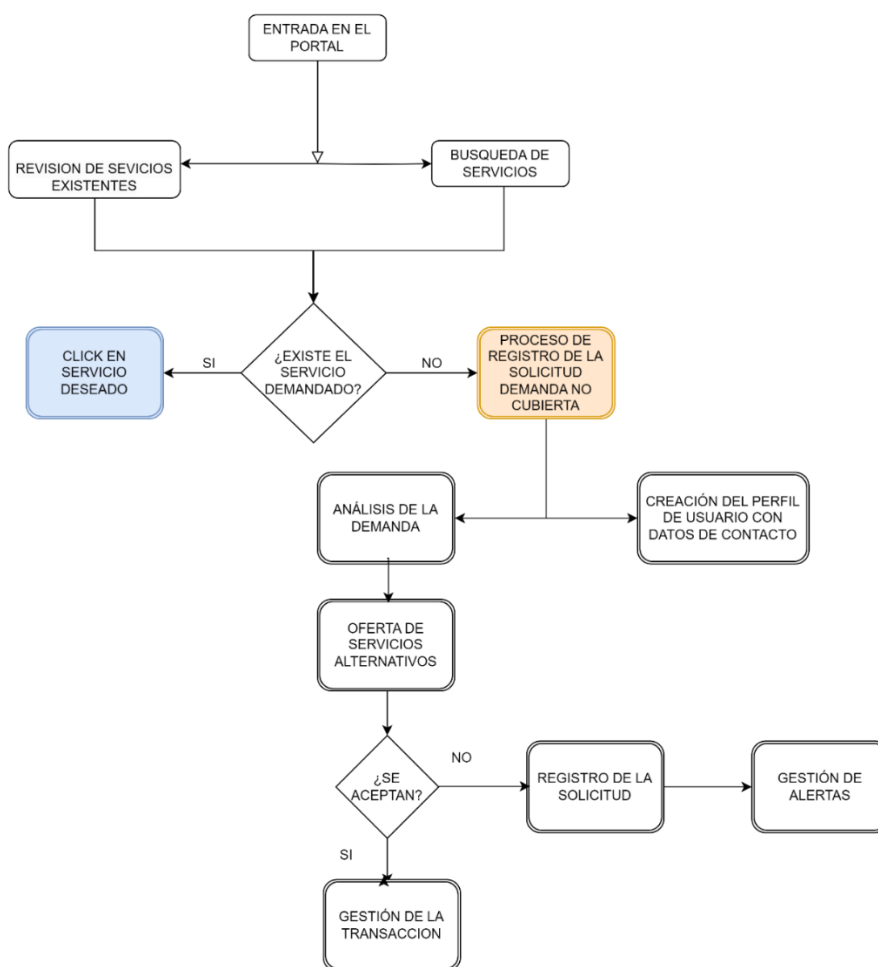 ENTRADA EN EL
PORTAL
REVISION DE SEVICIOS
EXISTENTES
BUSQUEDA DE
SERVICIOS
CLICK EN
SERVICIO
DESEADO
SI
¿EXISTE EL
SERVICIO
DEMANDADO?
NO
PROCESO DE
REGISTRO DE LA
SOLICITUD
DEMANDA NO
CUBIERTA
ANÁLISIS DE LA
DEMANDA
CREACIÓN DEL PERFIL
DE USUARIO CON
DATOS DE CONTACTO
OFERTA DE
SERVICIOS
ALTERNATIVOS
¿SE
ACEPTAN?
NO
REGISTRO DE LA
SOLICITUD
GESTIÓN DE
ALERTAS
SI
GESTIÓN DE LA
TRANSACCION